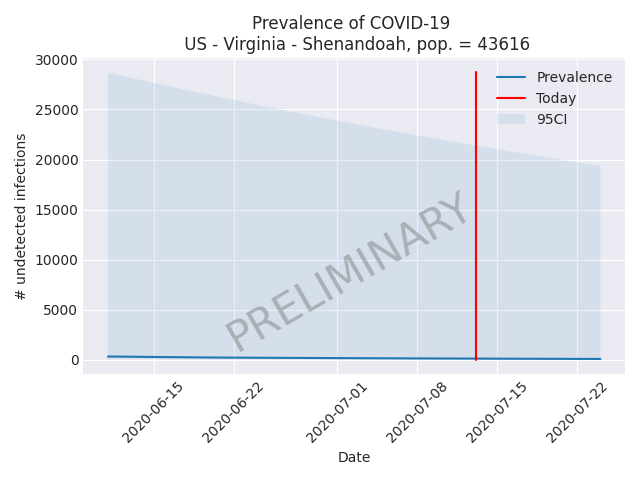 Prevalence of COVID-19
US - Virginia - Shenandoah, pop. = 43616
30000
25000
20000
15000
10000
5000
0
# undetected infections
Prevalence
Today
95CI
PRELIMINARY
2020-06-15
2020-06-22
2020-07-01
2020-07-08
2020-07-15
2020-07-22
Date